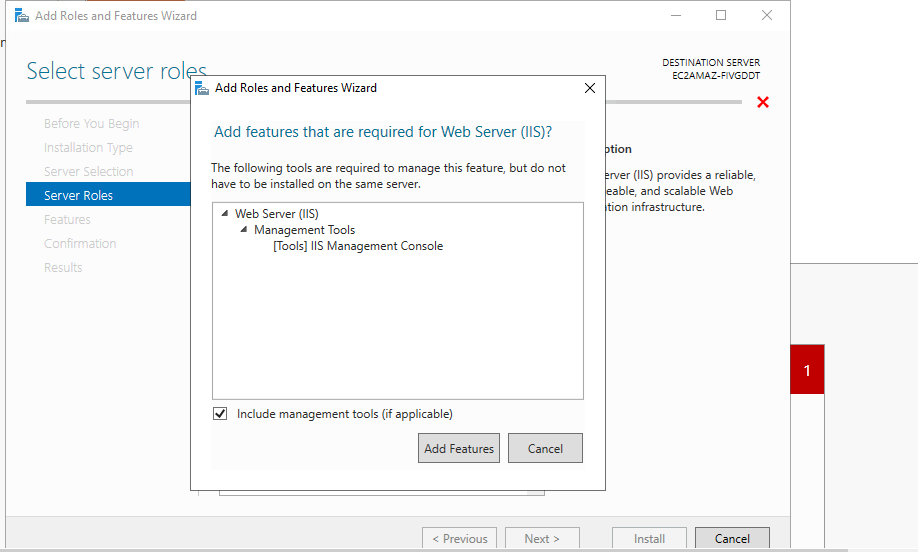 Add Roles and Features Wizard
Select server roles
DESTINATION SERVER
EC2AMAZ-FIVGDDT
Before You Begin
Installation Type
Server Selection
Server Roles
Features
Confirmation
Results
Add Roles and Features Wizard
Add features that are required for Web Server (IIS)?
The following tools are required to manage this feature, but do not
have to be installed on the same server.
Web Server (IIS)
Management Tools
[Tools] IIS Management Console
Include management tools (if applicable)
Add Features
Cancel
ption
erver (IIS) provides a reliable,
eable, and scalable Web
tion infrastructure.
1
< Previous
Next >
Install
Cancel